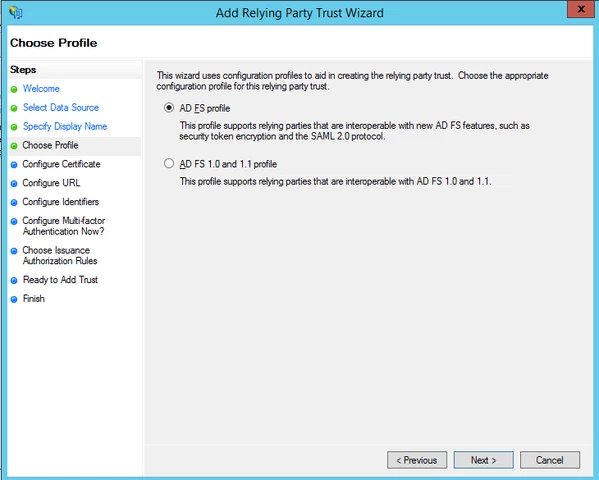 Add Relying Party Trust Wizard
x
Choose Profile
Steps
Welcome
Select Data Source
Specify Display Name
Choose Profile
Configure Certificate
Configure URL
Configure Identifiers
Configure Multi-factor
Authentication Now?
Choose Issuance
Authorization Rules
Ready to Add Trust
Finish
This wizard uses configuration profiles to aid in creating the relying party trust. Choose the appropriate
configuration profile for this relying party trust.
AD FS profile
This profile supports relying parties that are interoperable with new AD FS features, such as
security token encryption and the SAML 2.0 protocol.
AD FS 1.0 and 1.1 profile
This profile supports relying parties that are interoperable with AD FS 1.0 and 1.1.
< Previous
Next >
Cancel